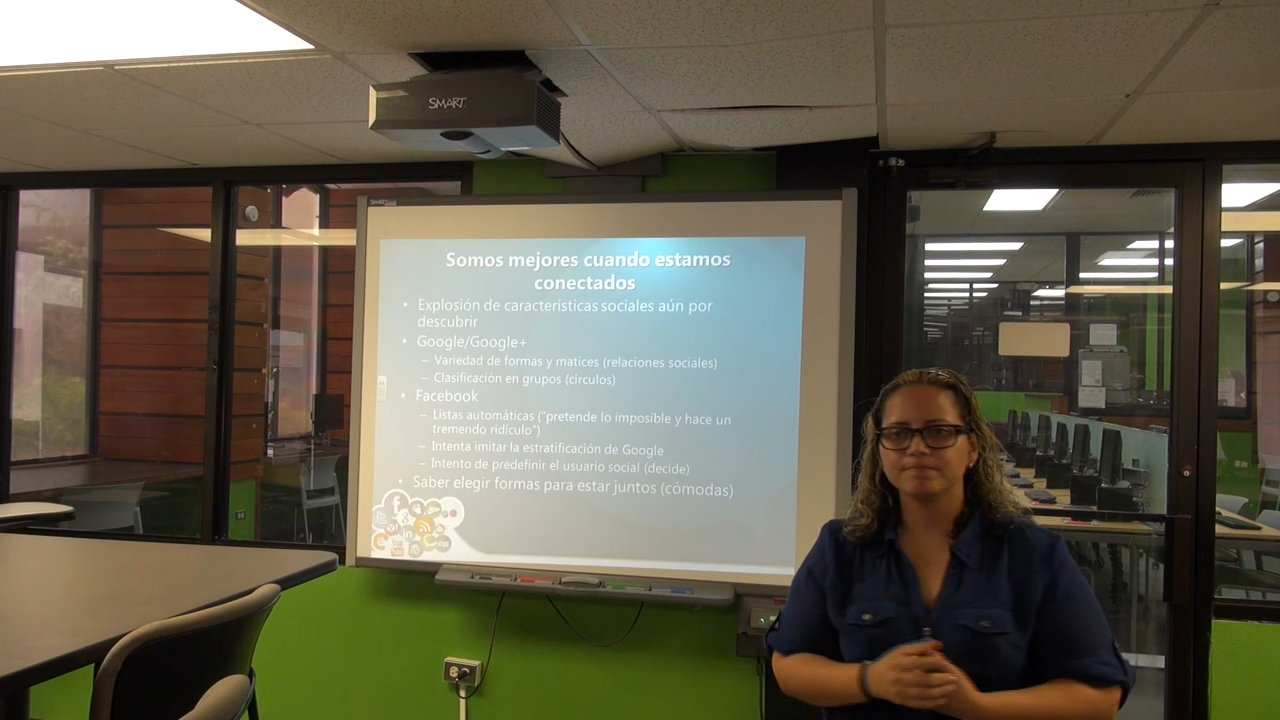 SMART
SMART
Somos mejores cuando estamos
conectados
• Explosión de características sociales aún por
descubrir
• Google/Google+
– Variedad de formas y matices (relaciones sociales)
– Clasificación en grupos (círculos)
• Facebook
– Listas automáticas ("pretende lo imposible y hace un
tremendo ridículo")
– Intenta imitar la estratificación de Google
– Intento de predefinir el usuario social (decide)
• Saber elegir formas para estar juntos (cómodas)